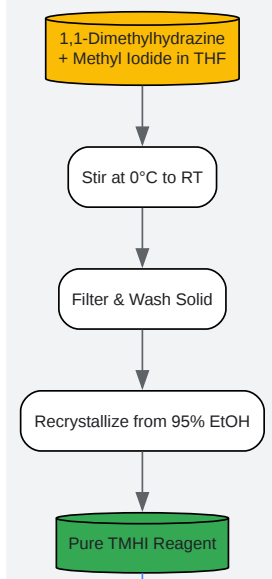 1,1-Dimethylhydrazine
+ Methyl Iodide in THF
Stir at 0°C to RT
Filter & Wash Solid
Recrystallize from 95% EtOH
Pure TMHI Reagent